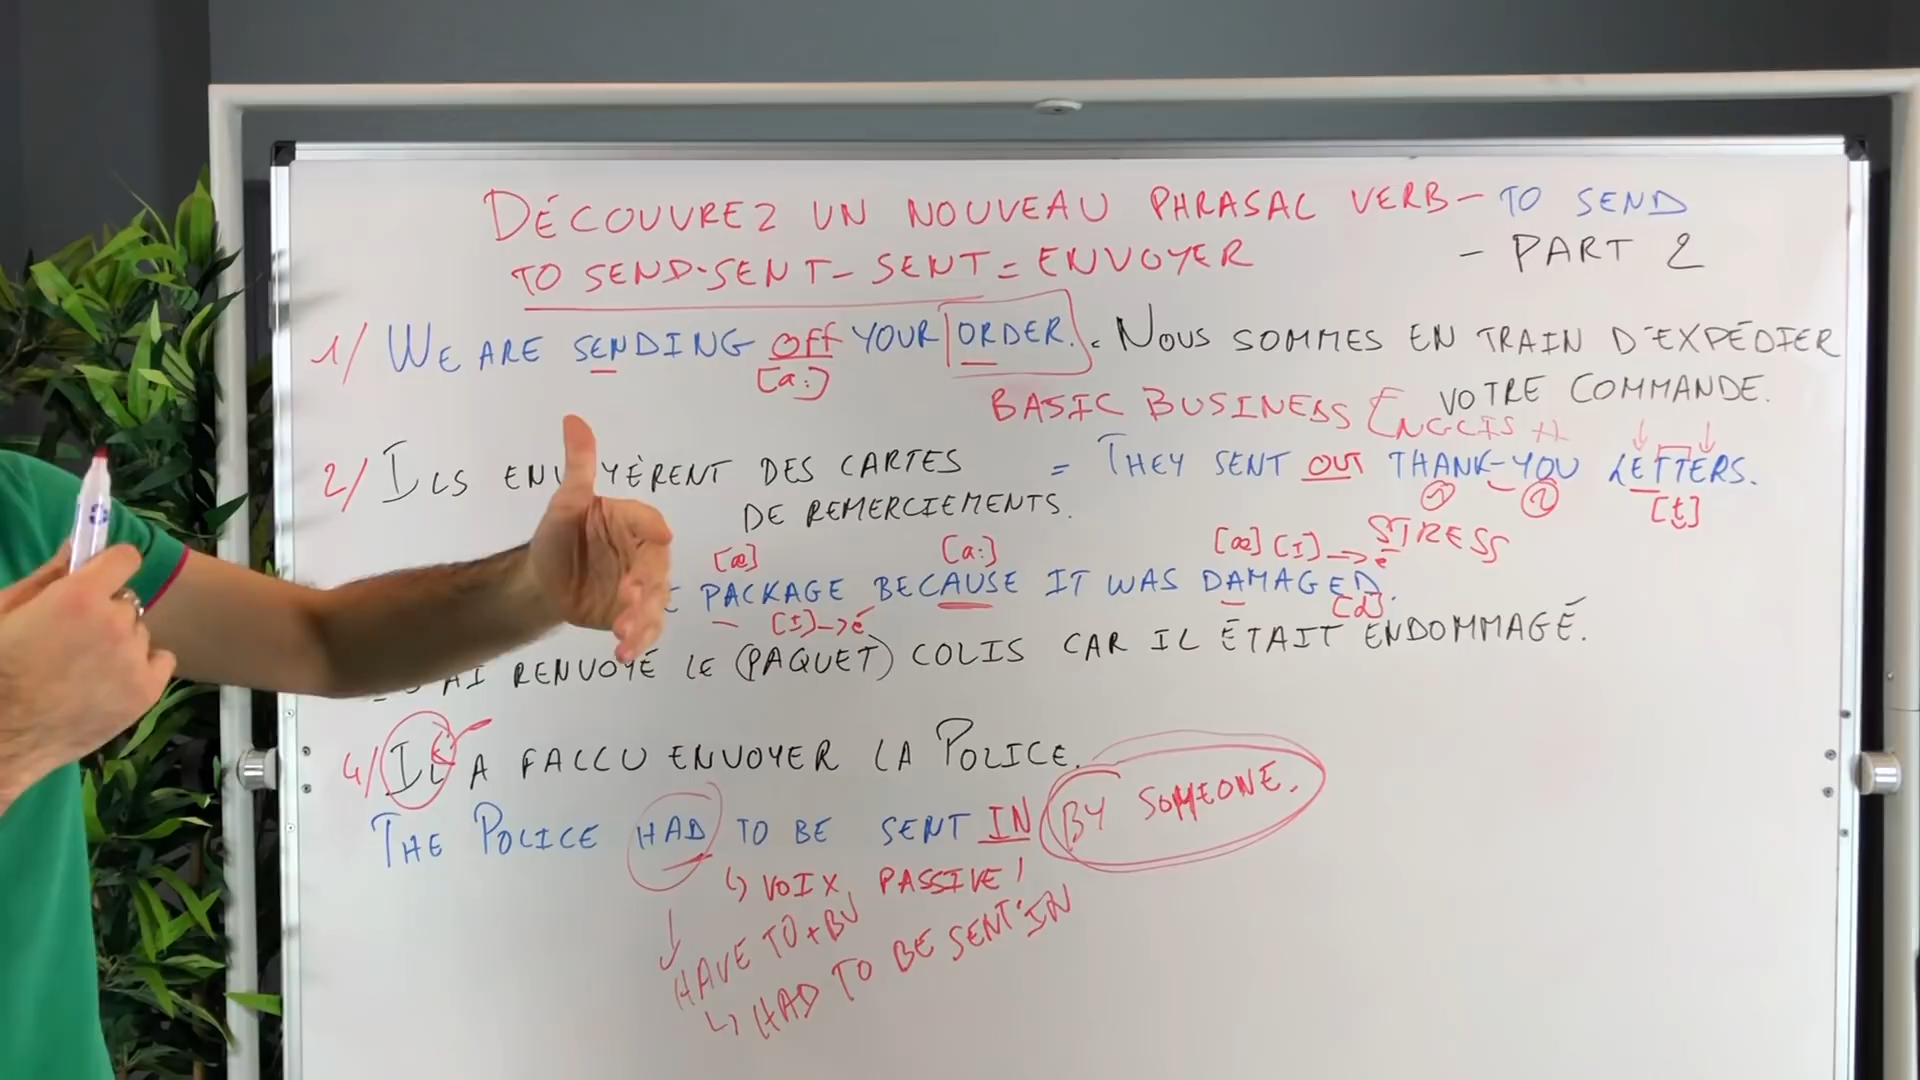 DÉCOUVREZ UN NOUVEAU PHRASAL VERB - TO SEND
TO SEND-SENT-SENT = ENVOYER - PART 2
1/ WE ARE SENDING OFF YOUR ORDER. = NOUS SOMMES EN TRAIN D'EXPÉDIER
[a:]
VOTRE COMMANDE.
BASIC BUSINESS ENGLISH
2/ ILS ENVOYÈRENT DES CARTES = THEY SENT OUT THANK-YOU LETTERS.
DE REMERCIEMENTS. 1 2 [t]
[æ] [a:] [æ] [I] → é STRESS
PACKAGE BECAUSE IT WAS DAMAGED.
[I] → é [d]
AI RENVOYÉ LE (PAQUET) COLIS CAR IL ÉTAIT ENDOMMAGÉ.
4/ IL A FALLU ENVOYER LA POLICE.
THE POLICE HAD TO BE SENT IN BY SOMEONE.
↳ VOIX PASSIVE!
↓
HAVE TO + BV
↳ HAD TO BE SENT IN